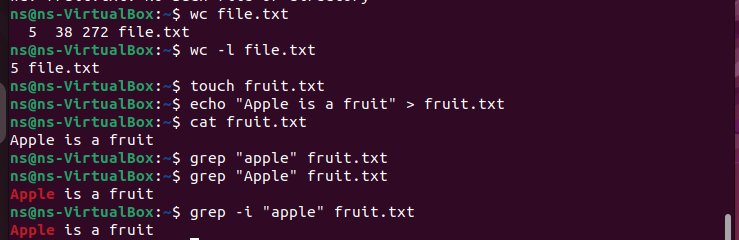 ns@ns-VirtualBox:~$ wc file.txt
  5  38 272 file.txt
ns@ns-VirtualBox:~$ wc -l file.txt
5 file.txt
ns@ns-VirtualBox:~$ touch fruit.txt
ns@ns-VirtualBox:~$ echo "Apple is a fruit" > fruit.txt
ns@ns-VirtualBox:~$ cat fruit.txt
Apple is a fruit
ns@ns-VirtualBox:~$ grep "apple" fruit.txt
ns@ns-VirtualBox:~$ grep "Apple" fruit.txt
Apple is a fruit
ns@ns-VirtualBox:~$ grep -i "apple" fruit.txt
Apple is a fruit